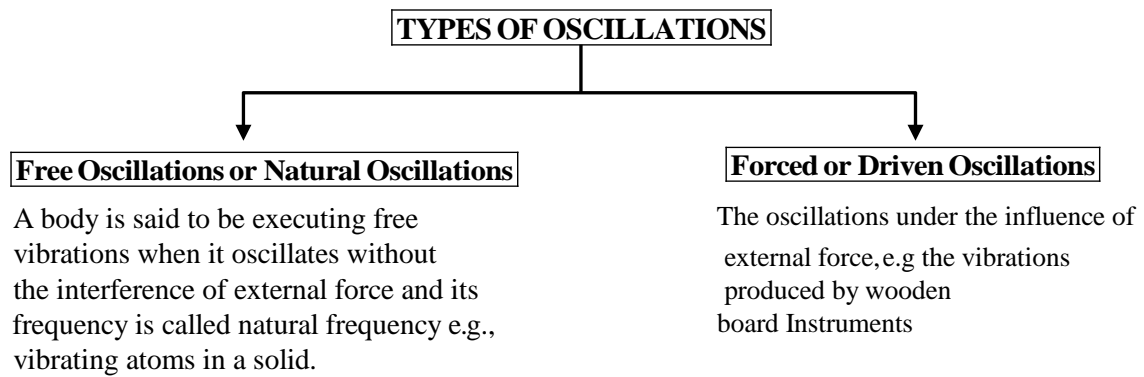 TYPES OF OSCILLATIONS
Free Oscillations or Natural Oscillations
A body is said to be executing free
vibrations when it oscillates without
the interference of external force and its
frequency is called natural frequency e.g.,
vibrating atoms in a solid.
Forced or Driven Oscillations
The oscillations under the influence of
external force, e.g the vibrations
produced by wooden
board Instruments